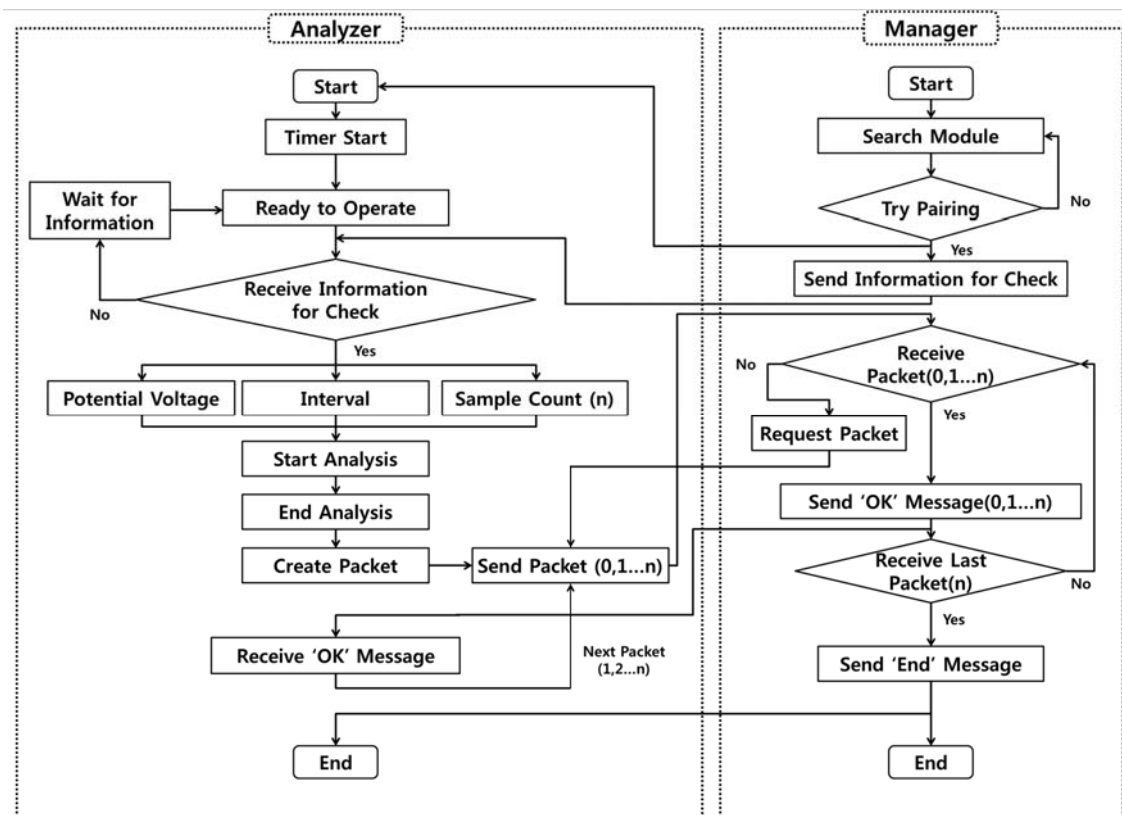 Analyzer
Start
Timer Start
Wait for
Information
Ready to Operate
Receive Information
for Check
No
Yes
Potential Voltage
Interval
Sample Count (n)
Start Analysis
End Analysis
Create Packet
Send Packet (0,1...n)
Receive ‘OK’ Message
Next Packet
(1,2...n)
End
Manager
Start
Search Module
Try Pairing
No
Yes
Send Information for Check
Receive
Packet(0,1...n)
No
Yes
Request Packet
Send ‘OK’ Message(0,1...n)
Receive Last
Packet(n)
No
Yes
Send ‘End’ Message
End